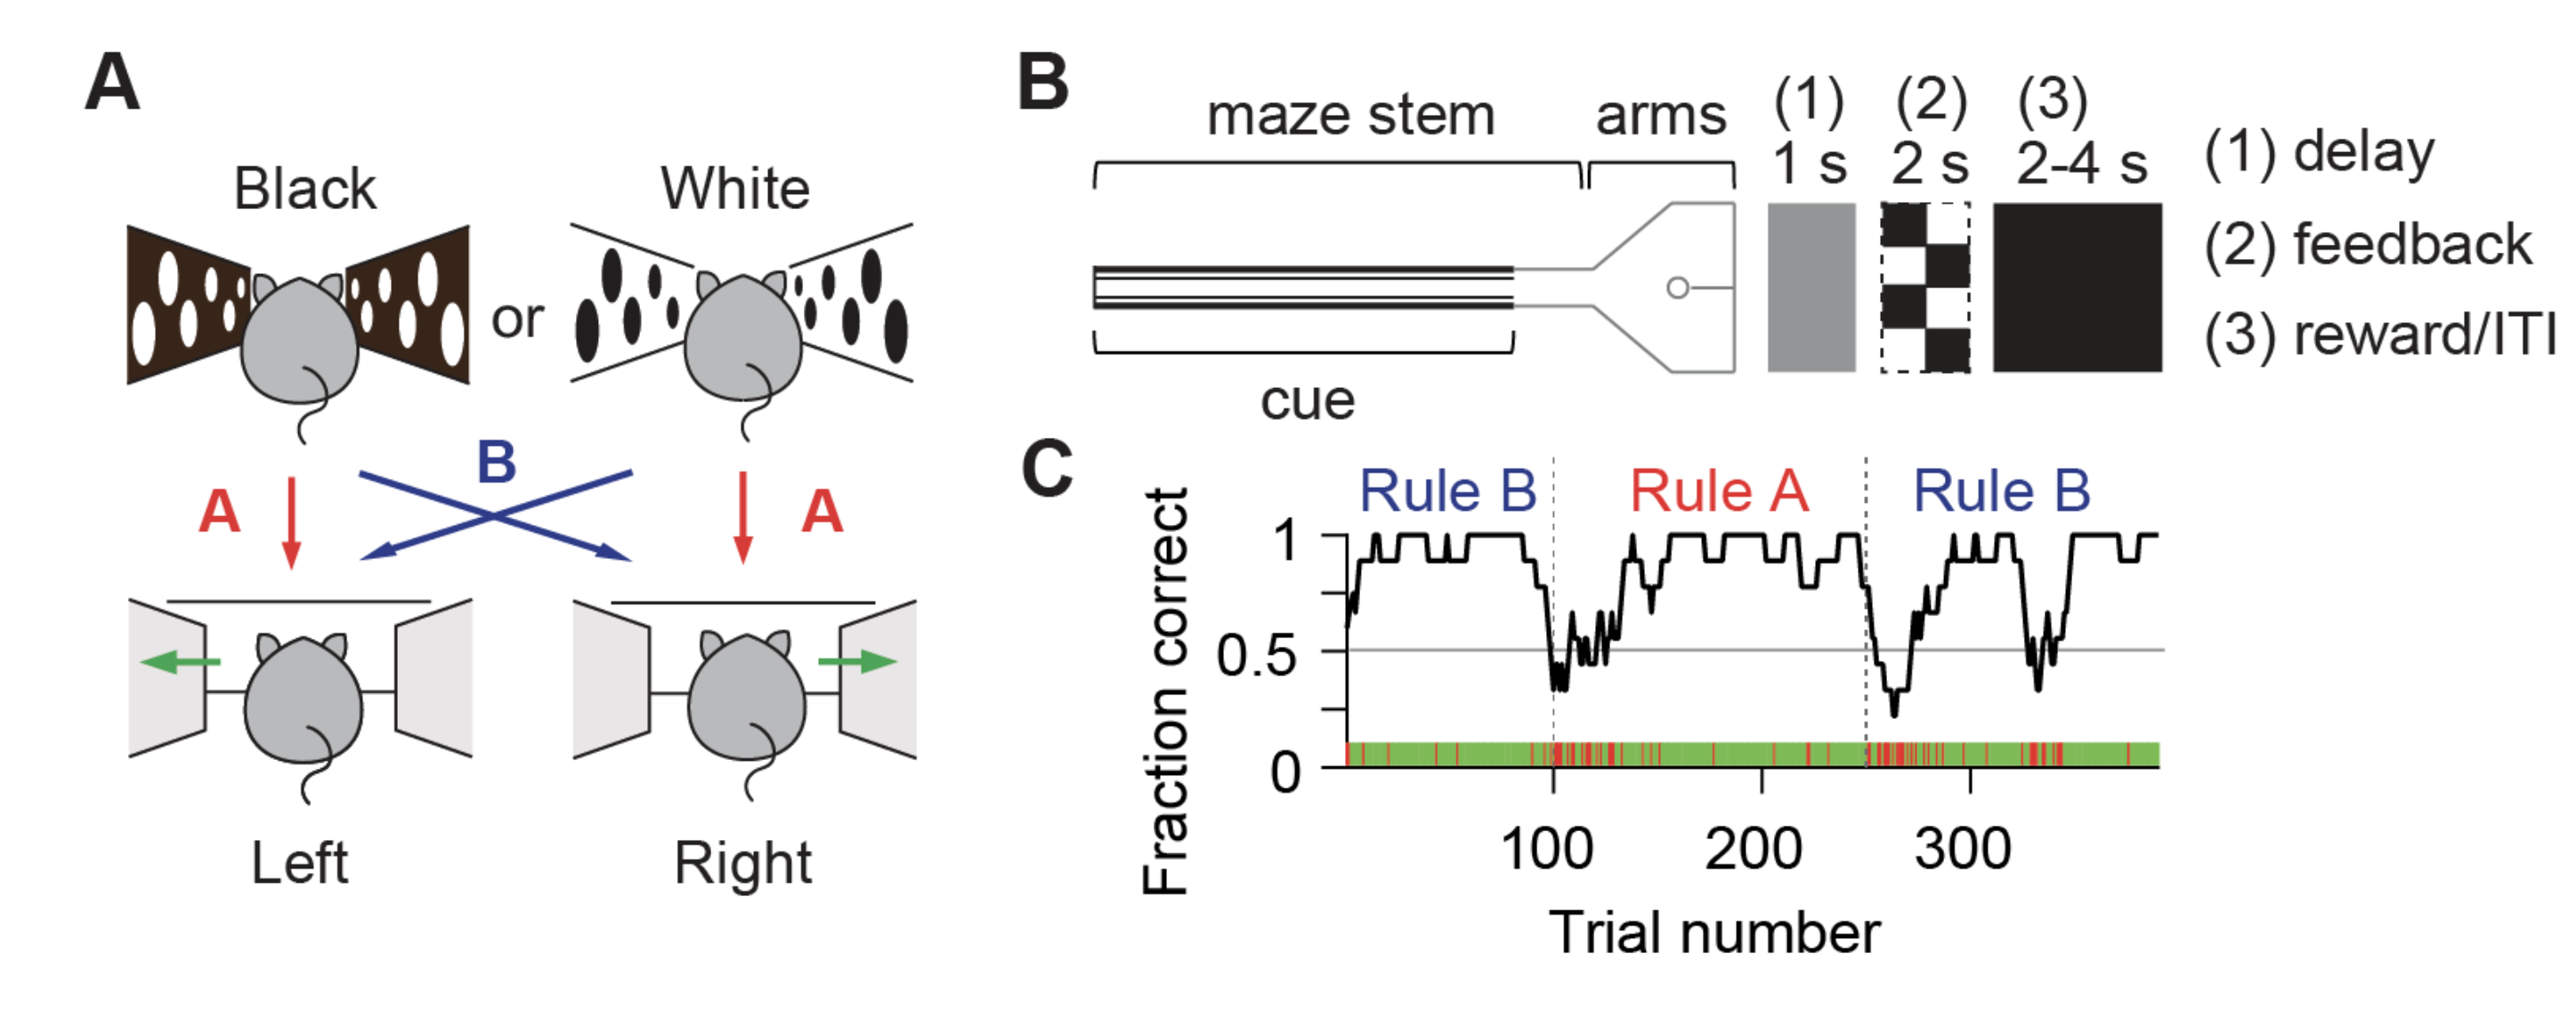 A
Black
White
or
B
A
A
Left
Right
B
maze stem
arms
(1)
(2)
(3)
1 s
2 s
2-4 s
(1) delay
(2) feedback
(3) reward/ITI
cue
C
Rule B
Rule A
Rule B
Fraction correct
1
0.5
0
100
200
300
Trial number